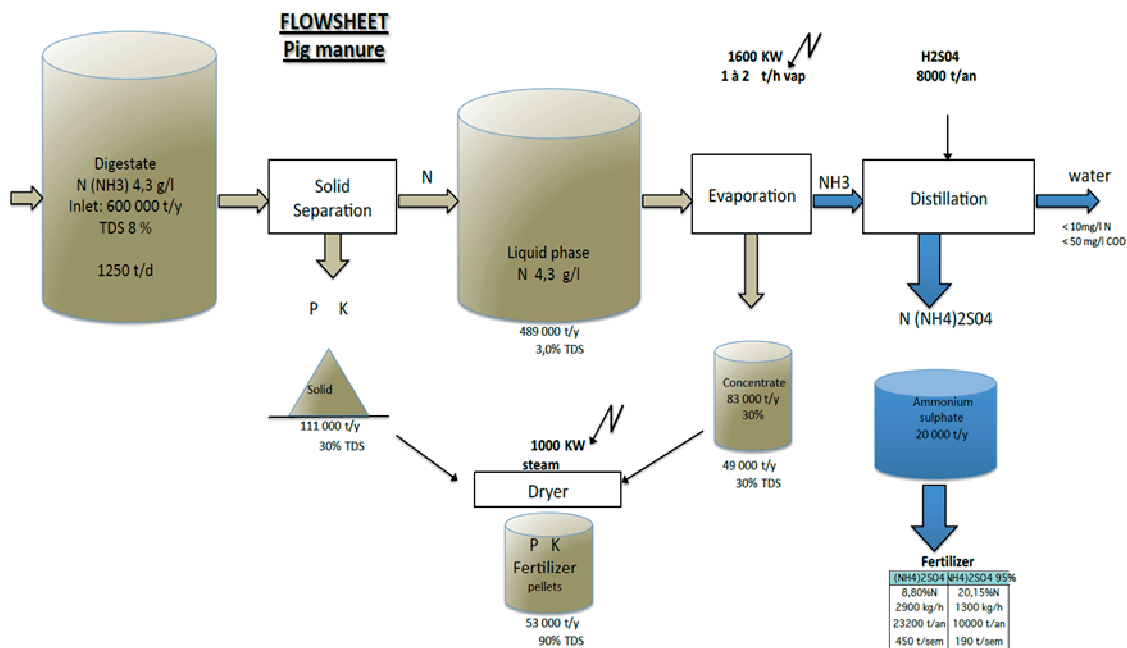 FLOWSHEET
Pig manure
Digestate
N (NH3) 4,3 g/l
Inlet: 600 000 t/y
TDS 8 %
1250 t/d
Solid
Separation
P K
Solid
111 000 t/y
30% TDS
N
Liquid phase
N 4,3 g/l
489 000 t/y
3,0% TDS
1600 KW
1 à 2 t/h vap
Evaporation
NH3
H2S04
8000 t/an
Distillation
water
< 10mg/l N
< 50 mg/l COD
N (NH4)2S04
Concentrate
83 000 t/y
30%
49 000 t/y
30% TDS
1000 KW
steam
Dryer
P K
Fertilizer
pellets
53 000 t/y
90% TDS
Ammonium
sulphate
20 000 t/y
Fertilizer
(NH4)2S04 NH4)2S04 95%
8,80%N 20,15%N
2900 kg/h 1300 kg/h
23200 t/an 10000 t/an
450 t/sem 190 t/sem